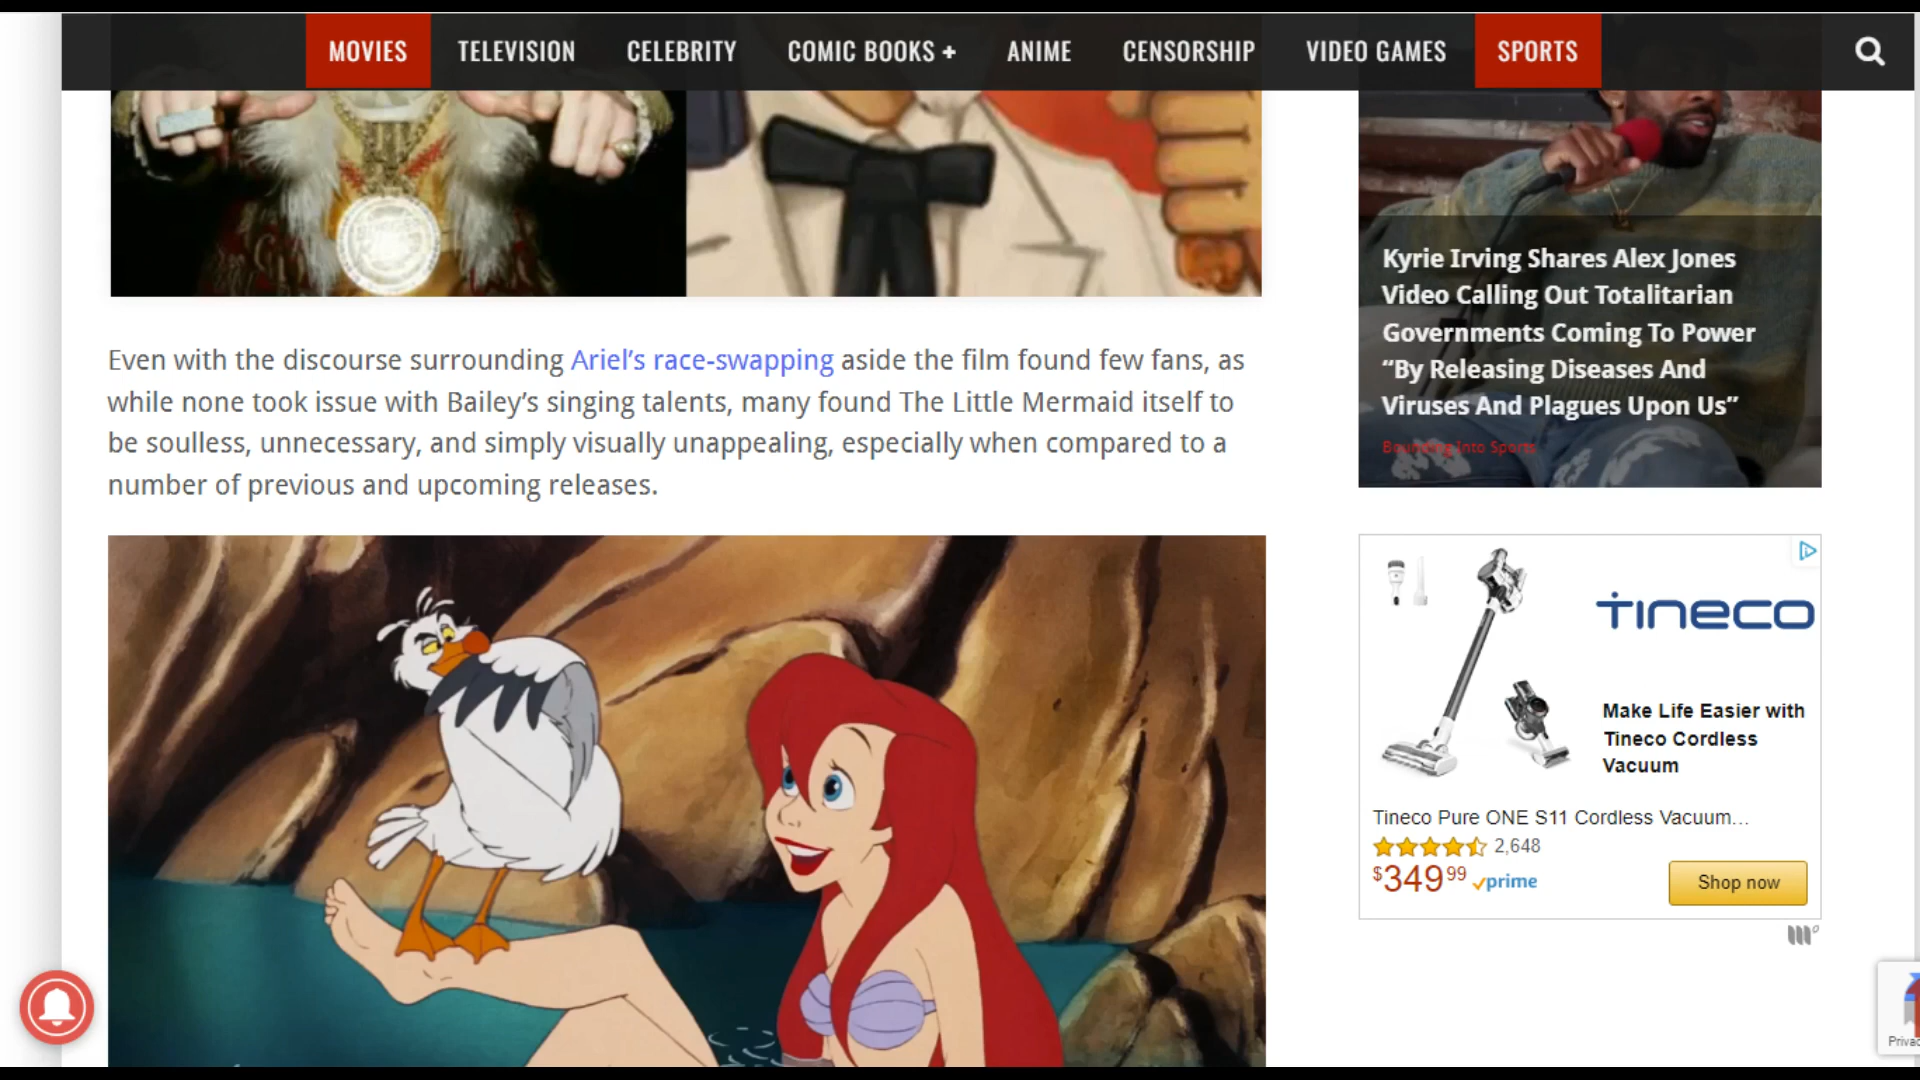 MOVIES TELEVISION CELEBRITY COMIC BOOKS + ANIME CENSORSHIP VIDEO GAMES SPORTS
Even with the discourse surrounding Ariel’s race-swapping aside the film found few fans, as
while none took issue with Bailey’s singing talents, many found The Little Mermaid itself to
be soulless, unnecessary, and simply visually unappealing, especially when compared to a
number of previous and upcoming releases.
Kyrie Irving Shares Alex Jones
Video Calling Out Totalitarian
Governments Coming To Power
“By Releasing Diseases And
Viruses And Plagues Upon Us”
Bounding Into Sports
TINECO
Make Life Easier with
Tineco Cordless
Vacuum
Tineco Pure ONE S11 Cordless Vacuum...
2,648
$349 99 prime
Shop now